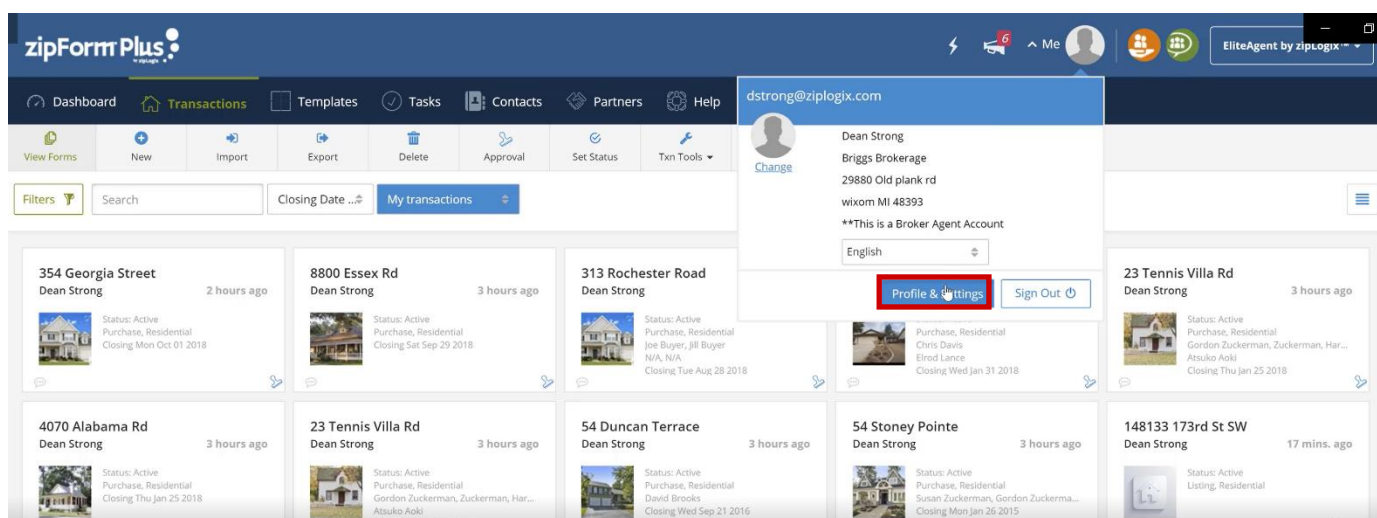 zipForm Plus
by zipLogix
6
Me
EliteAgent by zipLogix™
Dashboard
Transactions
Templates
Tasks
Contacts
Partners
Help
View Forms
New
Import
Export
Delete
Approval
Set Status
Txn Tools
dstrong@ziplogix.com
Change
Dean Strong
Briggs Brokerage
29880 Old plank rd
wixom MI 48393
**This is a Broker Agent Account
English
Profile & Settings
Sign Out
Filters
Search
Closing Date ...
My transactions
354 Georgia Street
Dean Strong
2 hours ago
Status: Active
Purchase, Residential
Closing Mon Oct 01 2018
8800 Essex Rd
Dean Strong
3 hours ago
Status: Active
Purchase, Residential
Closing Sat Sep 29 2018
313 Rochester Road
Dean Strong
Status: Active
Purchase, Residential
Joe Buyer, Jill Buyer
N/A, N/A
Closing Tue Aug 28 2018
Purchase, Residential
Chris Davis
Elrod Lance
Closing Wed Jan 31 2018
23 Tennis Villa Rd
Dean Strong
3 hours ago
Status: Active
Purchase, Residential
Gordon Zuckerman, Zuckerman, Har...
Atsuko Aoki
Closing Thu Jan 25 2018
4070 Alabama Rd
Dean Strong
3 hours ago
Status: Active
Purchase, Residential
Closing Thu Jan 25 2018
23 Tennis Villa Rd
Dean Strong
3 hours ago
Status: Active
Purchase, Residential
Gordon Zuckerman, Zuckerman, Har...
Atsuko Aoki
54 Duncan Terrace
Dean Strong
3 hours ago
Status: Active
Purchase, Residential
David Brooks
Closing Wed Sep 21 2016
54 Stoney Pointe
Dean Strong
3 hours ago
Status: Active
Purchase, Residential
Susan Zuckerman, Gordon Zuckerma...
Closing Mon Jan 26 2015
148133 173rd St SW
Dean Strong
17 mins. ago
Status: Active
Listing, Residential